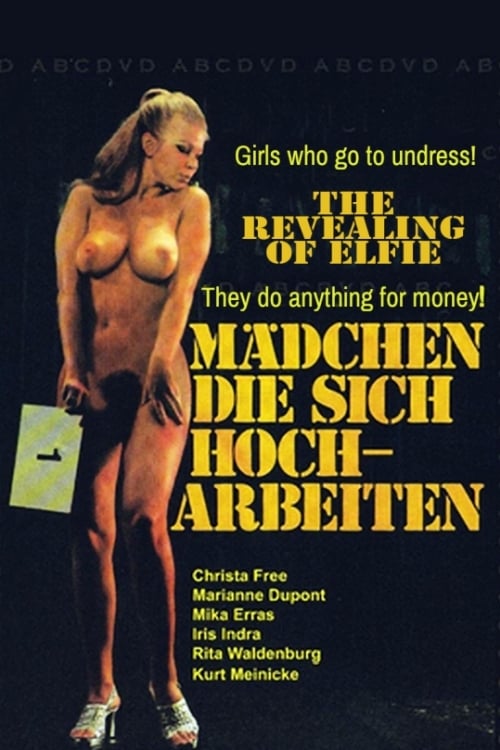 D ABCDVD ABCDVD ABCDVD AB
Girls who go to undress!
THE
REVEALING
OF ELFIE
They do anything for money!
MÄDCHEN
DIE SICH
HOCH-
ARBEITEN
1
Christa Free
Marianne Dupont
Mika Erras
Iris Indra
Rita Waldenburg
Kurt Meinicke